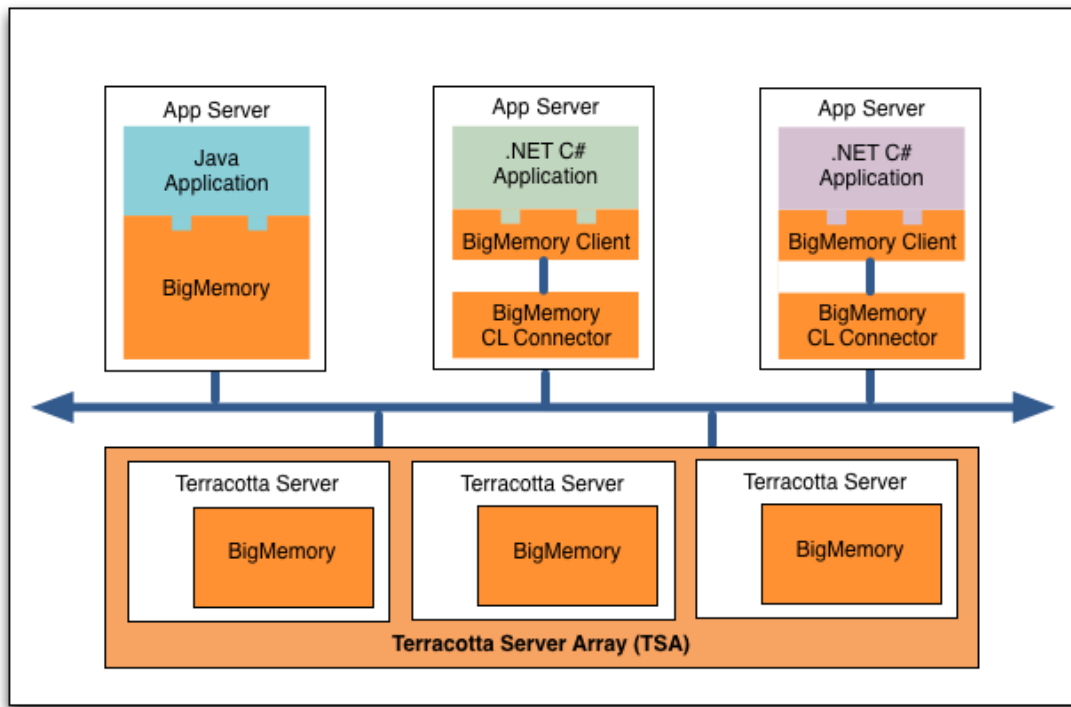 App Server
Java
Application
BigMemory
App Server
.NET C#
Application
BigMemory Client
BigMemory
CL Connector
App Server
.NET C#
Application
BigMemory Client
BigMemory
CL Connector
Terracotta Server
BigMemory
Terracotta Server
BigMemory
Terracotta Server
BigMemory
Terracotta Server Array (TSA)